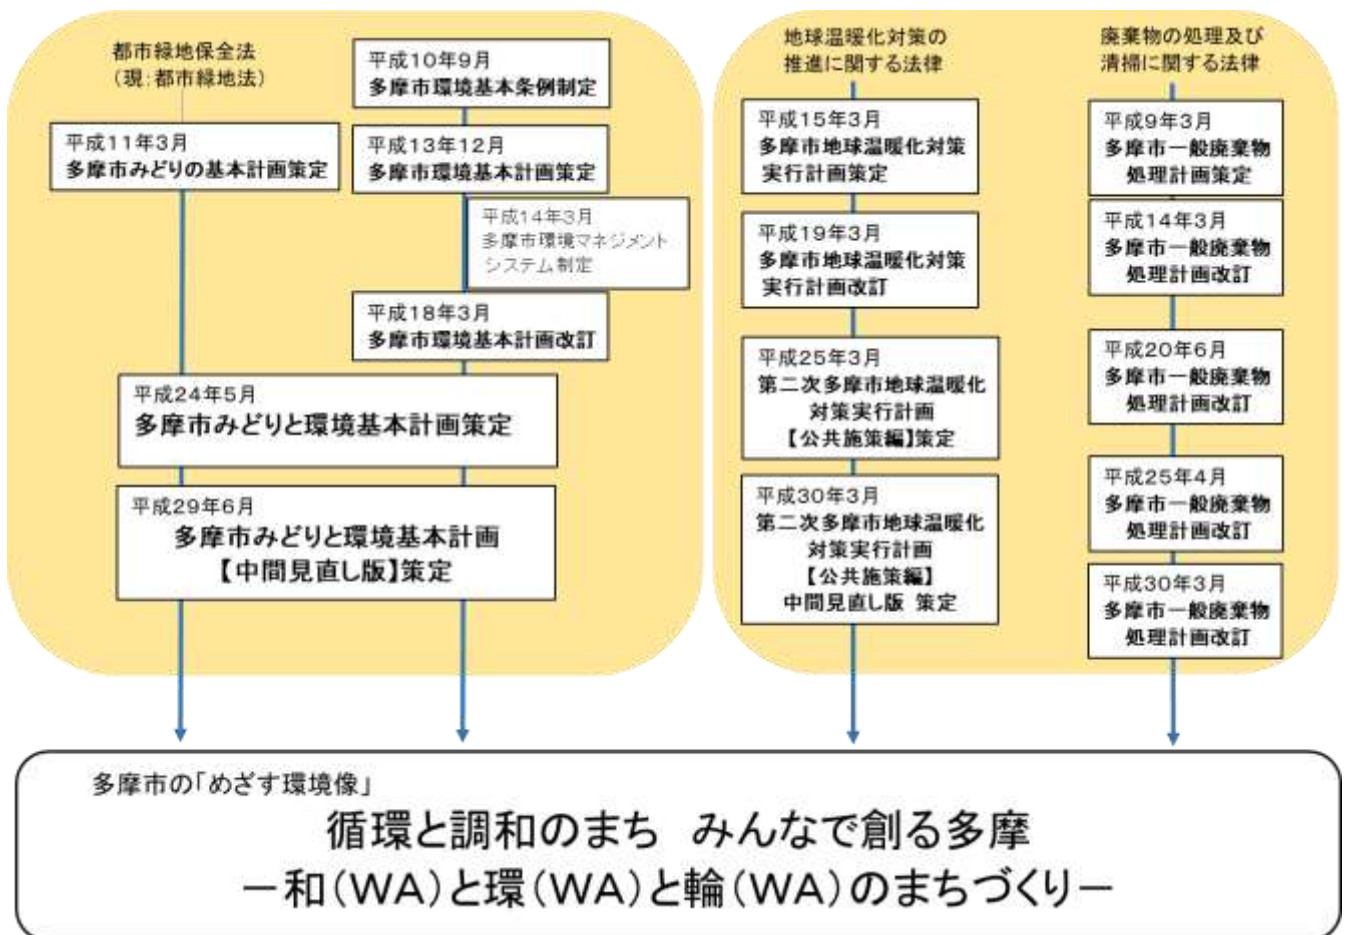 都市緑地保全法
（現：都市緑地法）
平成11年3月
多摩市みどりの基本計画策定
平成10年9月
多摩市環境基本条例制定
平成13年12月
多摩市環境基本計画策定
平成14年3月
多摩市環境マネジメント
システム制定
平成18年3月
多摩市環境基本計画改訂
平成24年5月
多摩市みどりと環境基本計画策定
平成29年6月
多摩市みどりと環境基本計画
【中間見直し版】策定
地球温暖化対策の
推進に関する法律
平成15年3月
多摩市地球温暖化対策
実行計画策定
平成19年3月
多摩市地球温暖化対策
実行計画改訂
平成25年3月
第二次多摩市地球温暖化
対策実行計画
【公共施策編】策定
平成30年3月
第二次多摩市地球温暖化
対策実行計画
【公共施策編】
中間見直し版 策定
廃棄物の処理及び
清掃に関する法律
平成9年3月
多摩市一般廃棄物
処理計画策定
平成14年3月
多摩市一般廃棄物
処理計画改訂
平成20年6月
多摩市一般廃棄物
処理計画改訂
平成25年4月
多摩市一般廃棄物
処理計画改訂
平成30年3月
多摩市一般廃棄物
処理計画改訂
多摩市の「めざす環境像」
循環と調和のまち みんなで創る多摩
－和（WA）と環（WA）と輪（WA）のまちづくり－